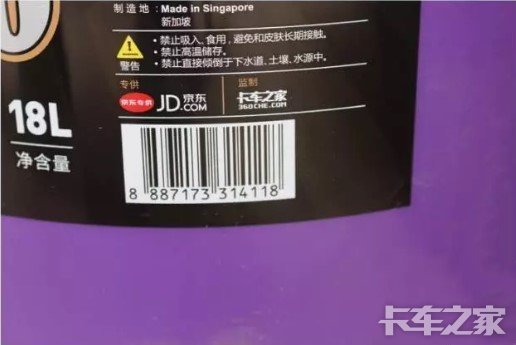 制造地：Made in Singapore
新加坡
警告
•禁止吸入，食用，避免和皮肤长期接触。
•禁止高温储存。
•禁止直接倾倒于下水道、土壤、水源中。
专供
京东专供 JD京东.COM
监制
卡车之家
360CHE.COM
18L
净含量
8 887173 314118
卡车之家